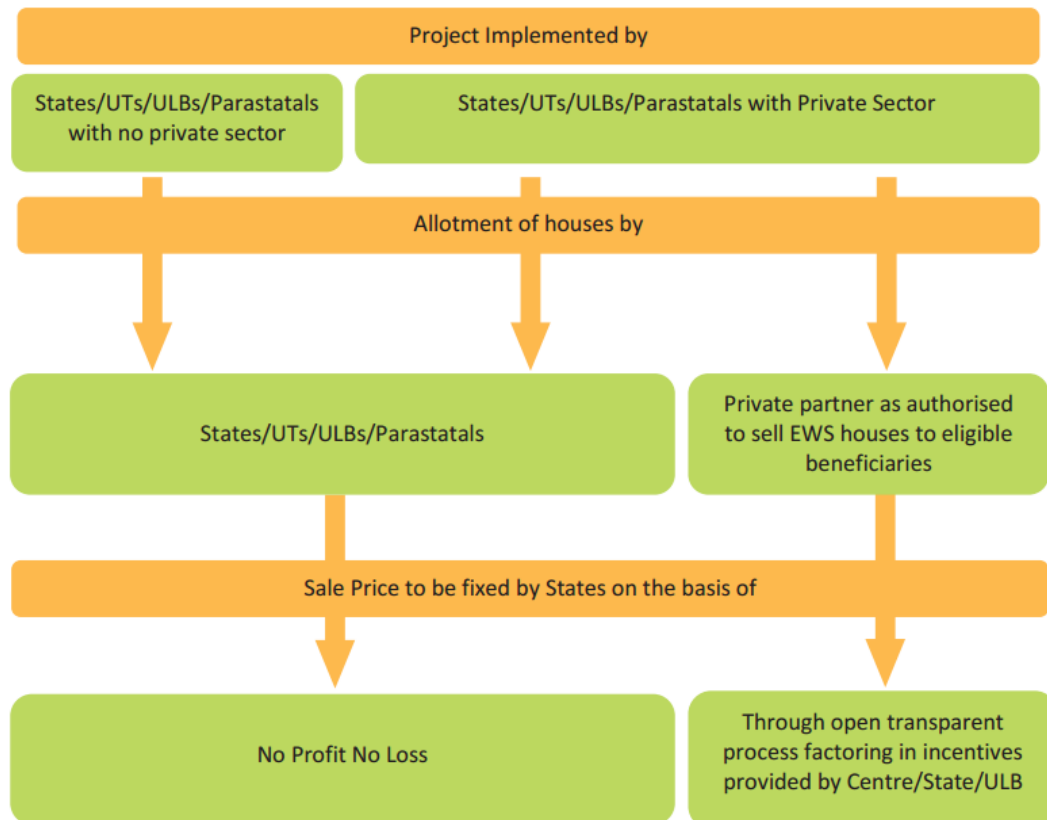 Project Implemented by
States/UTs/ULBs/Parastatals
with no private sector
States/UTs/ULBs/Parastatals with Private Sector
Allotment of houses by
States/UTs/ULBs/Parastatals
Private partner as authorised
to sell EWS houses to eligible
beneficiaries
Sale Price to be fixed by States on the basis of
No Profit No Loss
Through open transparent
process factoring in incentives
provided by Centre/State/ULB